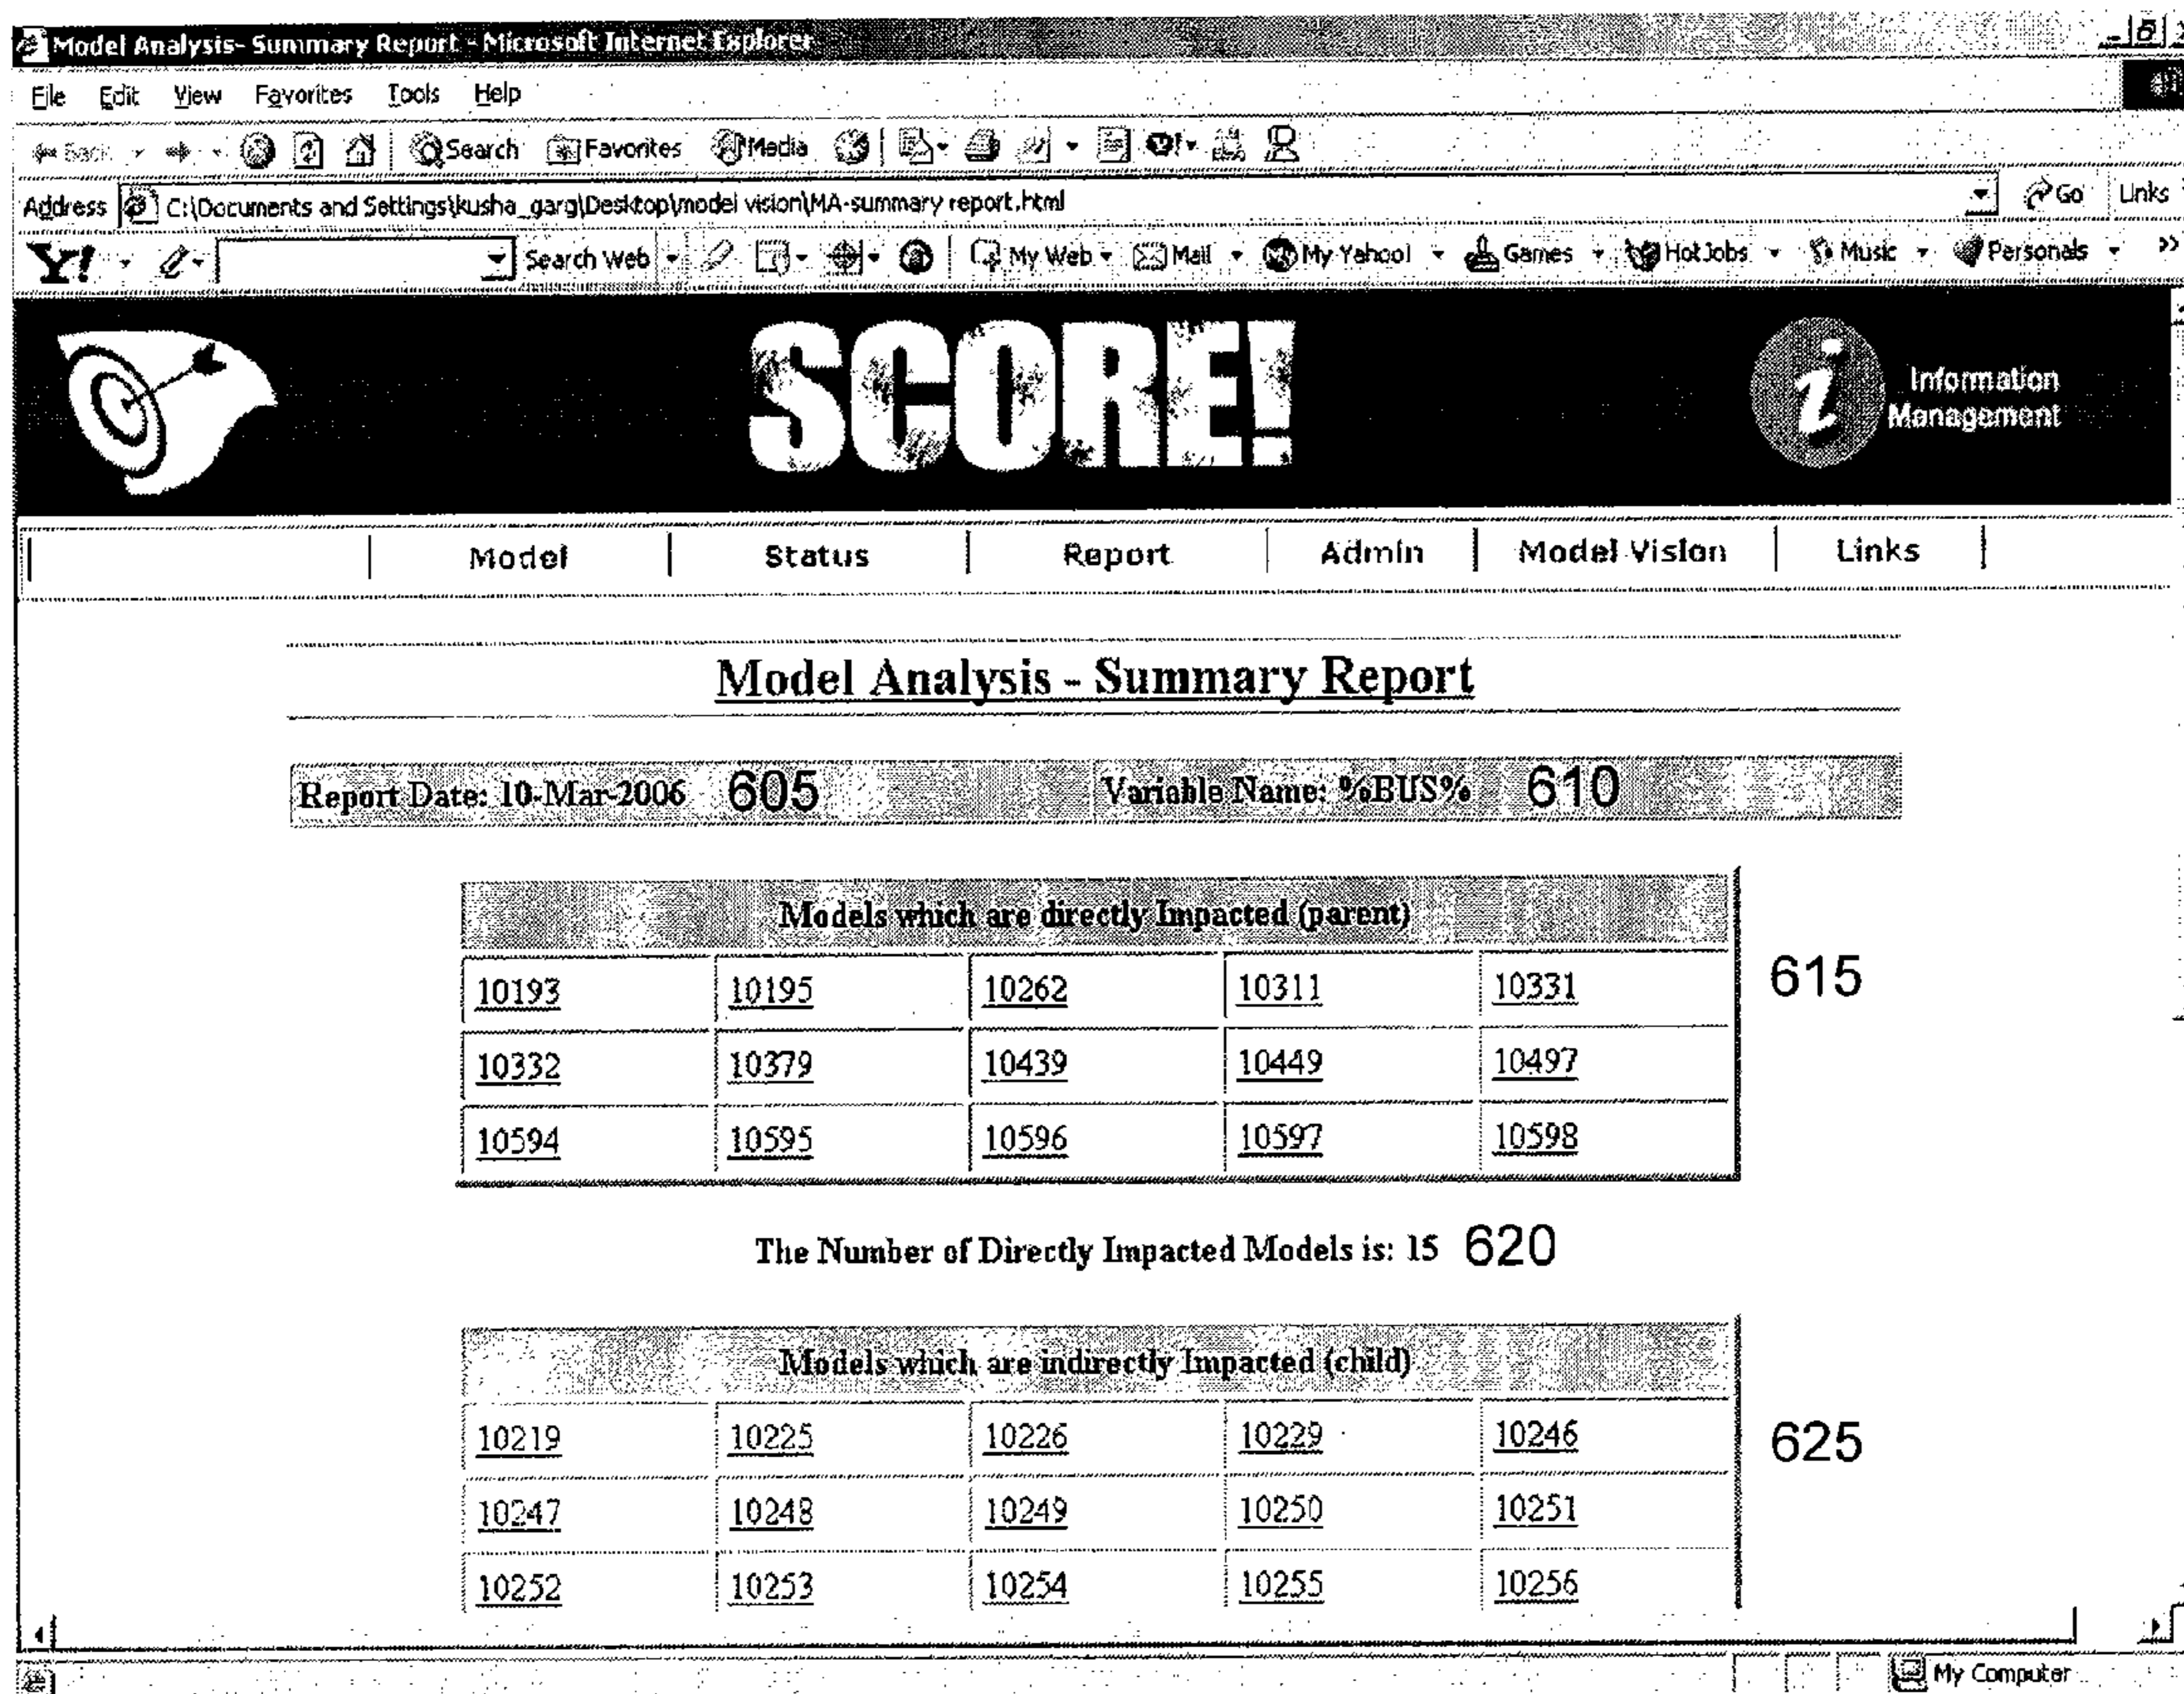 Model Analysis- Summary Report - Microsoft Internet Explorer
File Edit View Favorites Tools Help
Back Search Favorites Media
Address C:\Documents and Settings\kusha_garg\Desktop\model vision\MA-summary report.html Go Links
Y! Search Web My Web Mail My Yahoo! Games HotJobs Music Personals »
SCORE!
i Information
Management
Model Status Report Admin Model Vision Links
Model Analysis - Summary Report
Report Date: 10-Mar-2006 605 Variable Name: %BUS% 610
Models which are directly Impacted (parent)
10193 10195 10262 10311 10331 615
10332 10379 10439 10449 10497
10594 10595 10596 10597 10598
The Number of Directly Impacted Models is: 15 620
Models which are indirectly Impacted (child)
10219 10225 10226 10229 10246 625
10247 10248 10249 10250 10251
10252 10253 10254 10255 10256
My Computer